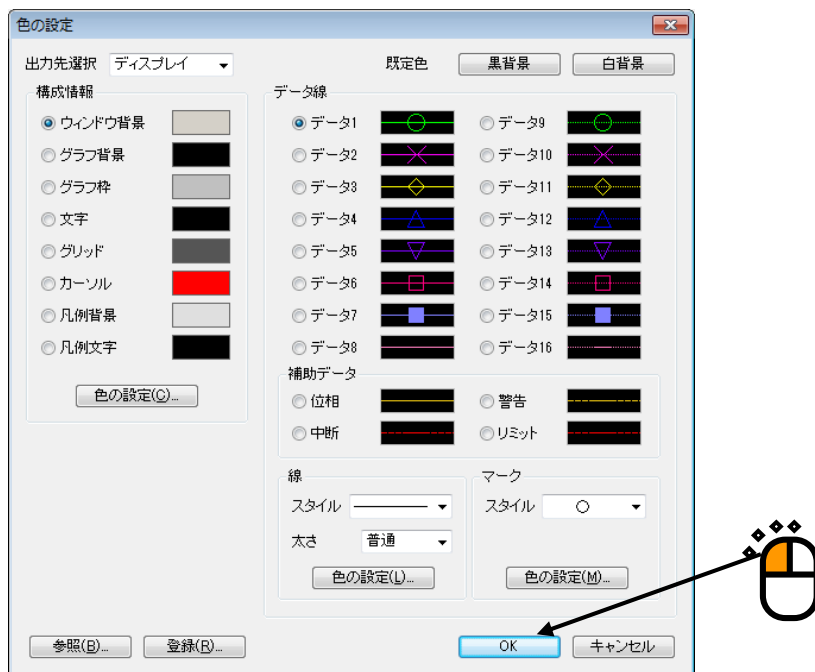 色の設定
出力先選択 ディスプレイ 既定色 黒背景 白背景
構成情報
ウィンドウ背景
グラフ背景
グラフ枠
文字
グリッド
カーソル
凡例背景
凡例文字
色の設定(C)...
データ線
データ1 データ9
データ2 データ10
データ3 データ11
データ4 データ12
データ5 データ13
データ6 データ14
データ7 データ15
データ8 データ16
補助データ
位相 警告
中断 リミット
線
スタイル
太さ 普通
色の設定(L)...
マーク
スタイル
色の設定(M)...
参照(B)... 登録(R)... OK キャンセル